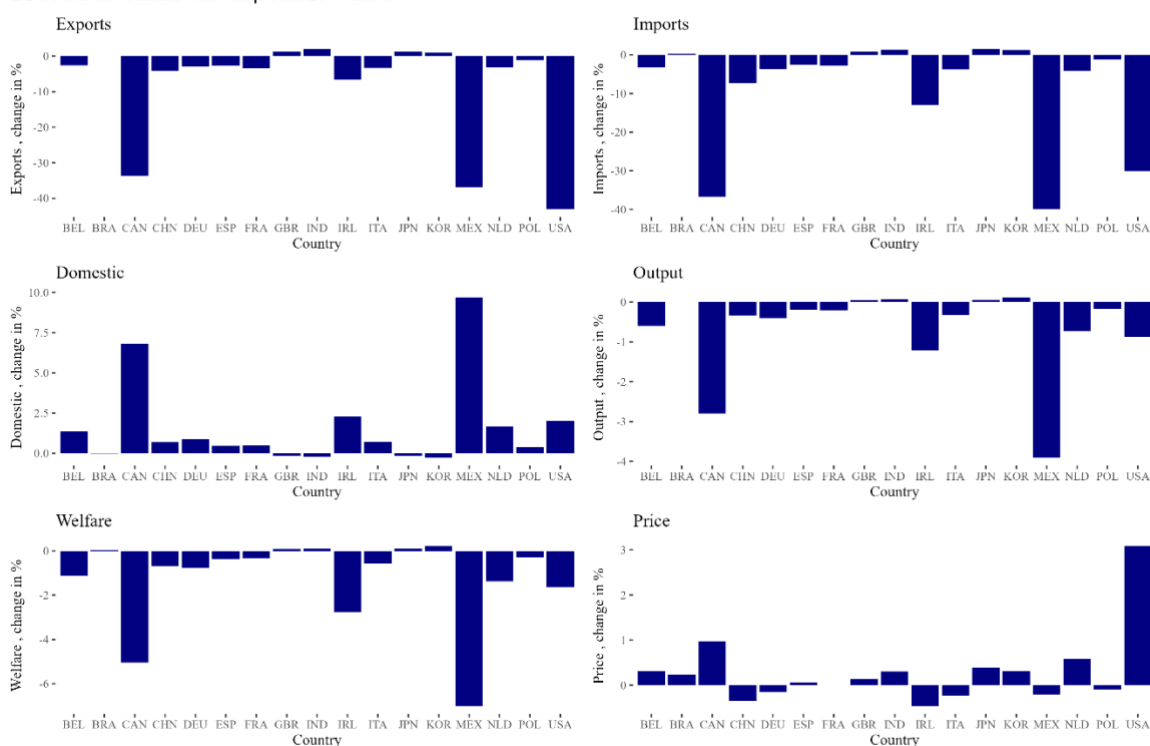 Exports
Exports , change in %
0
-10
-20
-30
-40
BEL BRA CAN CHN DEU ESP FRA GBR IND IRL ITA JPN KOR MEX NLD POL USA
Country
Imports
Imports , change in %
0
-10
-20
-30
-40
BEL BRA CAN CHN DEU ESP FRA GBR IND IRL ITA JPN KOR MEX NLD POL USA
Country
Domestic
Domestic , change in %
10.0
7.5
5.0
2.5
0.0
BEL BRA CAN CHN DEU ESP FRA GBR IND IRL ITA JPN KOR MEX NLD POL USA
Country
Output
Output , change in %
0
-1
-2
-3
-4
BEL BRA CAN CHN DEU ESP FRA GBR IND IRL ITA JPN KOR MEX NLD POL USA
Country
Welfare
Welfare , change in %
0
-2
-4
-6
BEL BRA CAN CHN DEU ESP FRA GBR IND IRL ITA JPN KOR MEX NLD POL USA
Country
Price
Price , change in %
3
2
1
0
BEL BRA CAN CHN DEU ESP FRA GBR IND IRL ITA JPN KOR MEX NLD POL USA
Country